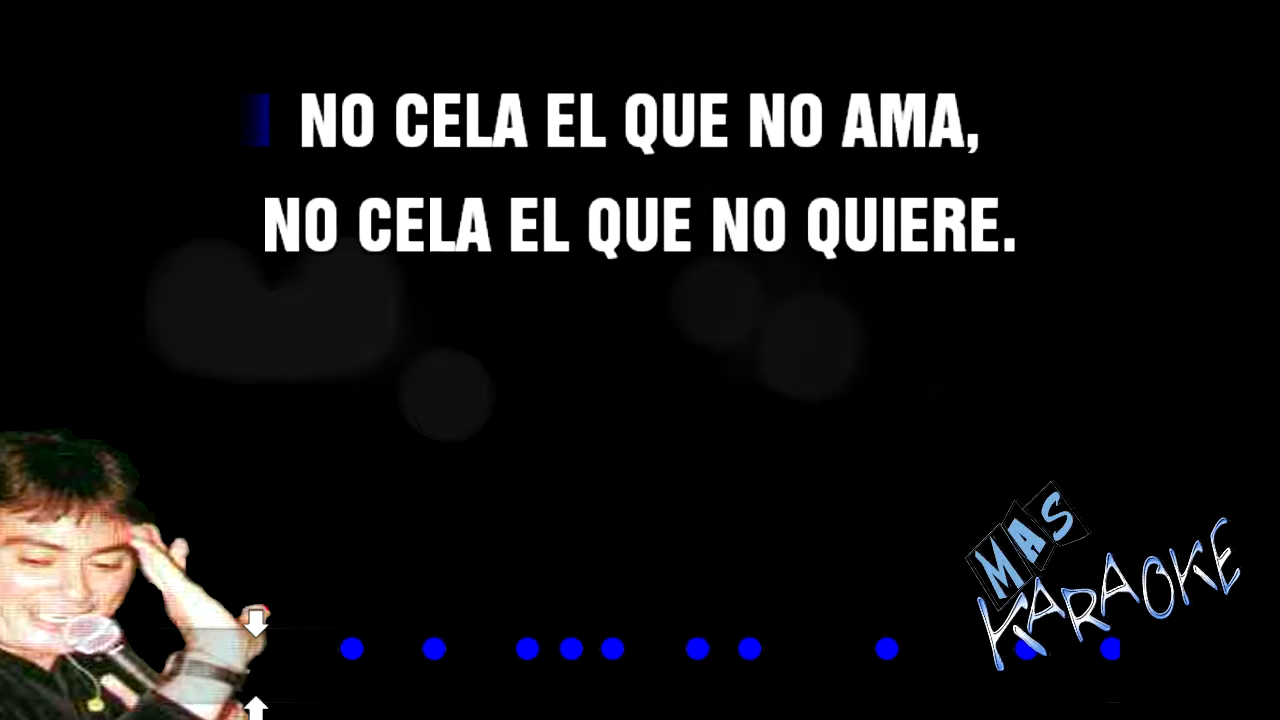 NO CELA EL QUE NO AMA,
NO CELA EL QUE NO QUIERE.
MAS
KARAOKE